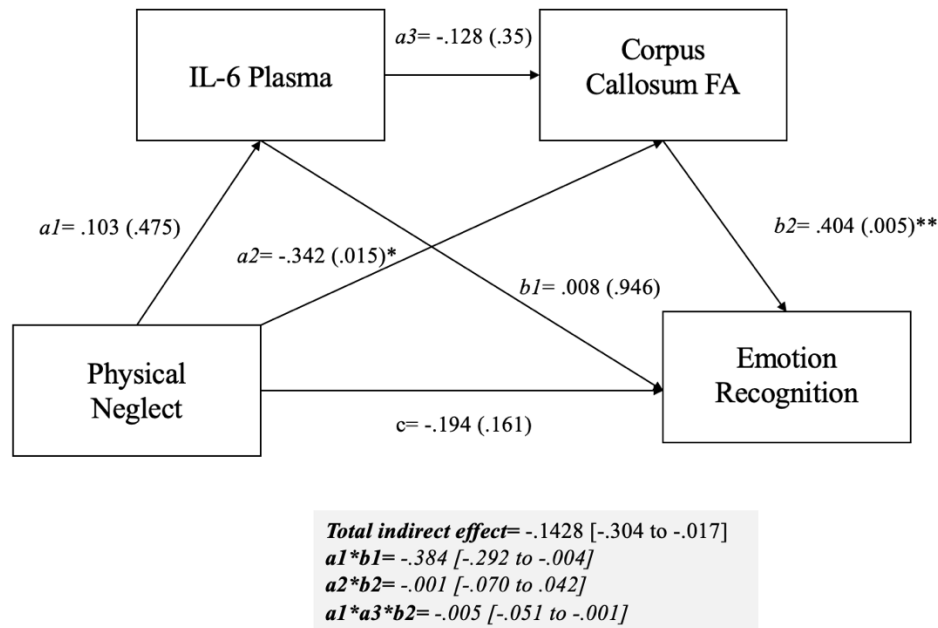 a3= -.128 (.35)
IL-6 Plasma
Corpus
Callosum FA
a1= .103 (.475)
a2= -.342 (.015)*
b2= .404 (.005)**
b1= .008 (.946)
Physical
Neglect
Emotion
Recognition
c= -.194 (.161)
Total indirect effect= -.1428 [-.304 to -.017]
a1*b1= -.384 [-.292 to -.004]
a2*b2= -.001 [-.070 to .042]
a1*a3*b2= -.005 [-.051 to -.001]